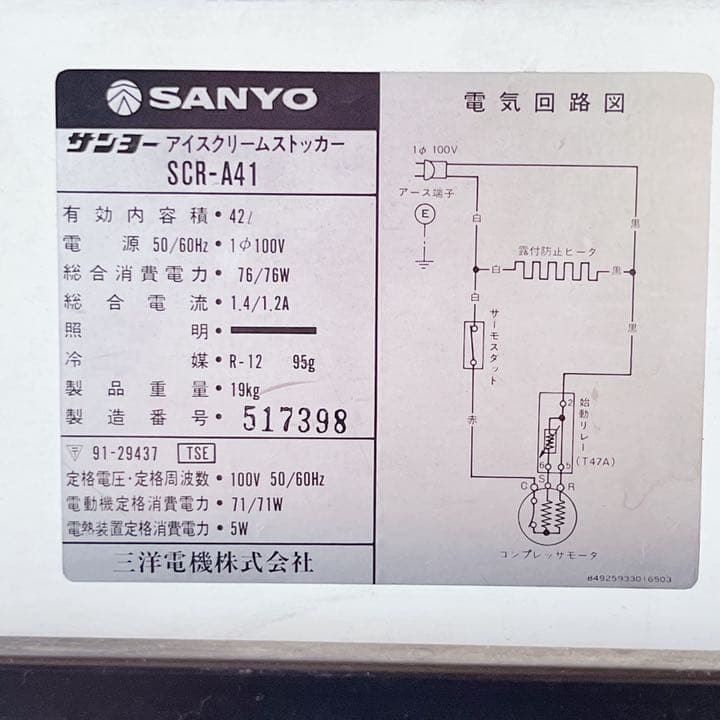 SANYO
サンヨー アイスクリームストッカー
SCR-A41
有効内容積・42ℓ
電源 50/60Hz・1φ100V
総合消費電力・76/76W
総合電流・1.4/1.2A
照明・
冷媒・R-12 95g
製品重量・19kg
製造番号・517398
〒 91-29437 TSE
定格電圧・定格周波数・100V 50/60Hz
電動機定格消費電力・71/71W
電熱装置定格消費電力・5W
三洋電機株式会社
電気回路図
1φ 100V
アース端子
E
白
黒
露付防止ヒータ
白
黒
白
サーモスタット
黒
赤
始動リレー
(T47A)
2
6
5
C
S
R
コンプレッサモータ
84925933016503